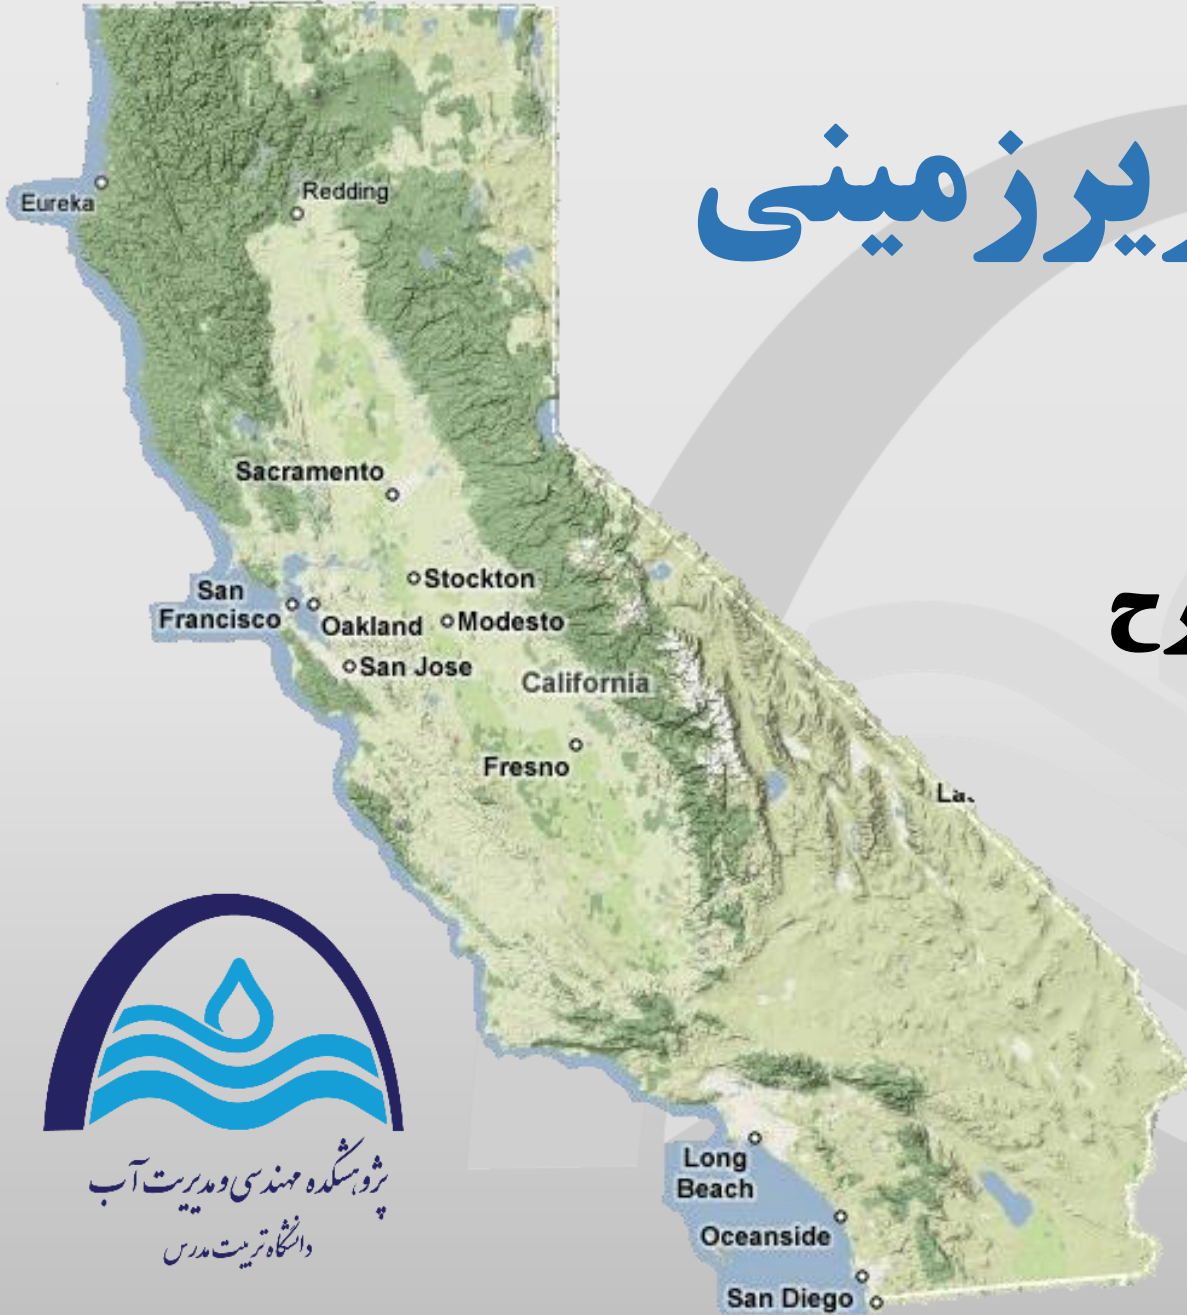 زیرزمینی
Eureka
Redding
Sacramento
Stockton
San
Francisco
Oakland
Modesto
San Jose
California
Fresno
Long
Beach
Oceanside
San Diego
پژوهشکده مهندسی و مدیریت آب
دانشگاه تربیت مدرس